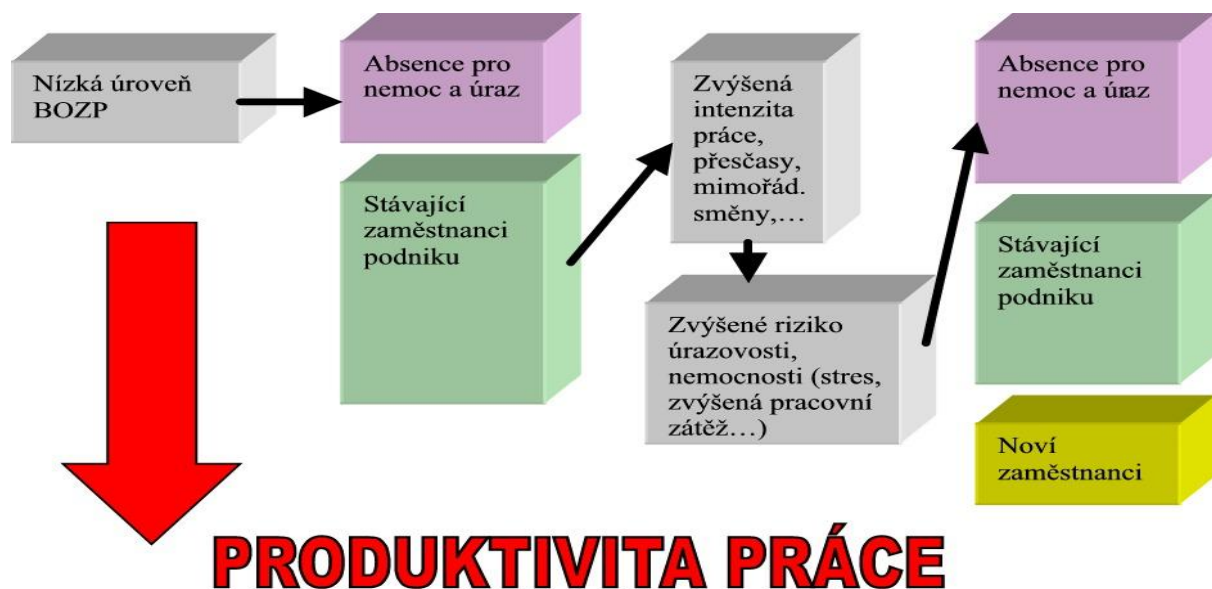 Nízká úroveň
BOZP
Absence pro
nemoc a úraz
Stávající
zaměstnanci
podniku
Zvýšená
intenzita
práce,
přesčasy,
mimořád.
směny,…
Zvýšené riziko
úrazovosti,
nemocnosti (stres,
zvýšená pracovní
zátěž…)
Absence pro
nemoc a úraz
Stávající
zaměstnanci
podniku
Noví
zaměstnanci
PRODUKTIVITA PRÁCE